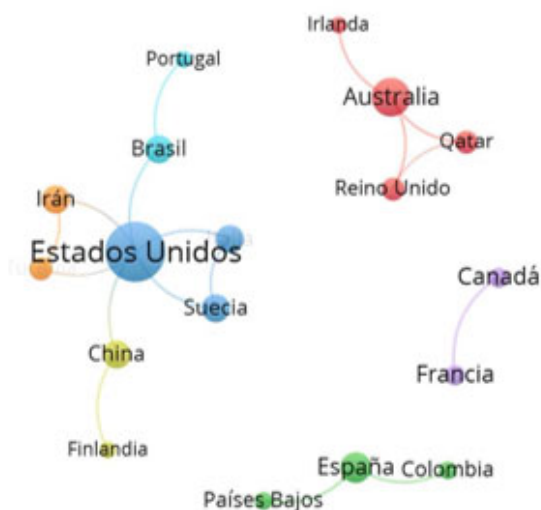 Irlanda
Portugal
Australia
Brasil
Qatar
Reino Unido
Irán
Estados Unidos
Canadá
Suecia
China
Francia
Finlandia
España
Colombia
Países Bajos